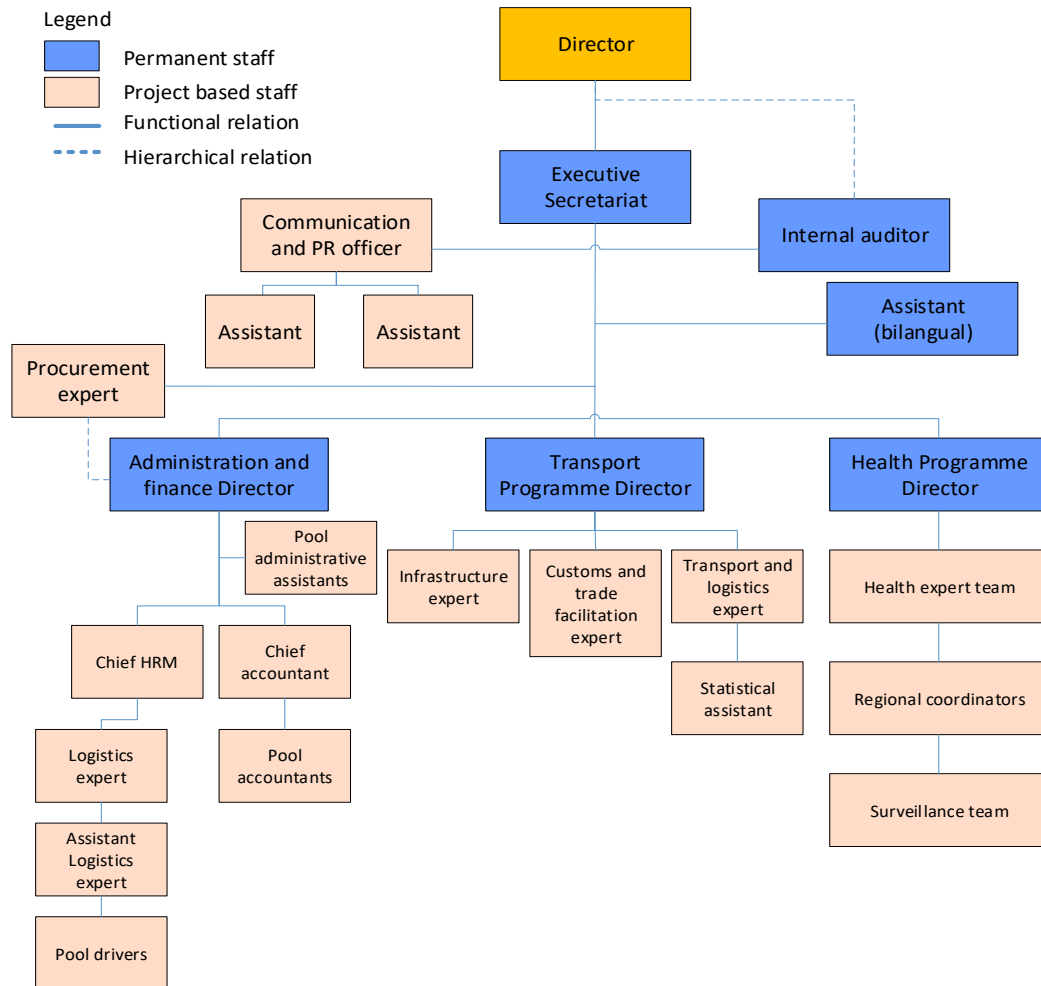 Legend
Permanent staff
Project based staff
Functional relation
Hierarchical relation
Director
Executive
Secretariat
Communication
and PR officer
Internal auditor
Assistant
Assistant
Assistant
(bilangual)
Procurement
expert
Administration and
finance Director
Transport
Programme Director
Health Programme
Director
Pool
administrative
assistants
Infrastructure
expert
Customs and
trade
facilitation expert
Transport and
logistics expert
Health expert team
Chief HRM
Chief
accountant
Statistical
assistant
Regional coordinators
Logistics
expert
Pool
accountants
Surveillance team
Assistant
Logistics
expert
Pool drivers